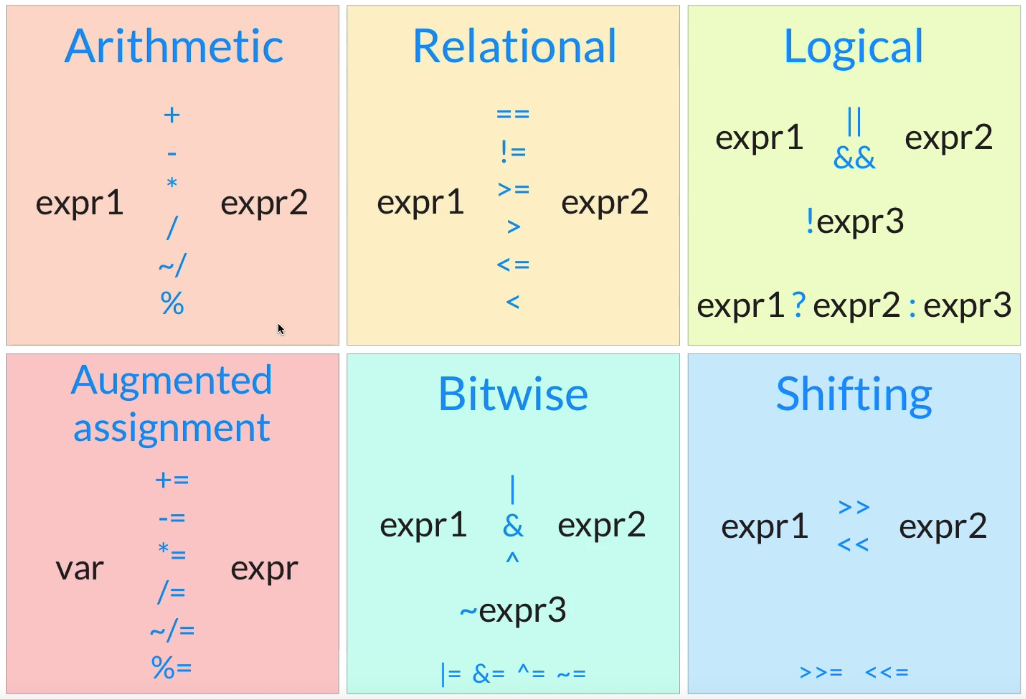 Arithmetic
+
-
*
expr1 expr2
/
~/
%
Relational
==
!=
>=
expr1 expr2
>
<=
<
Logical
||
expr1 expr2
&&
!expr3
expr1 ? expr2 : expr3
Augmented
assignment
+=
-=
*=
var expr
/=
~/=
%=
Bitwise
|
expr1 & expr2
^
~expr3
|= &= ^= ~=
Shifting
>>
expr1 expr2
<<
>>= <<=